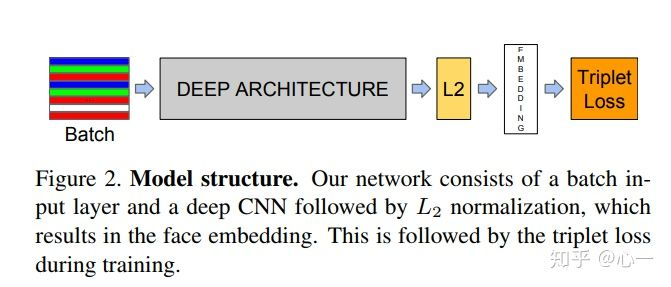 DEEP ARCHITECTURE
L2
EMBEDDING
Triplet
Loss
Batch
Figure 2. Model structure. Our network consists of a batch in-
put layer and a deep CNN followed by L2 normalization, which
results in the face embedding. This is followed by the triplet loss
during training.
知乎 @心一